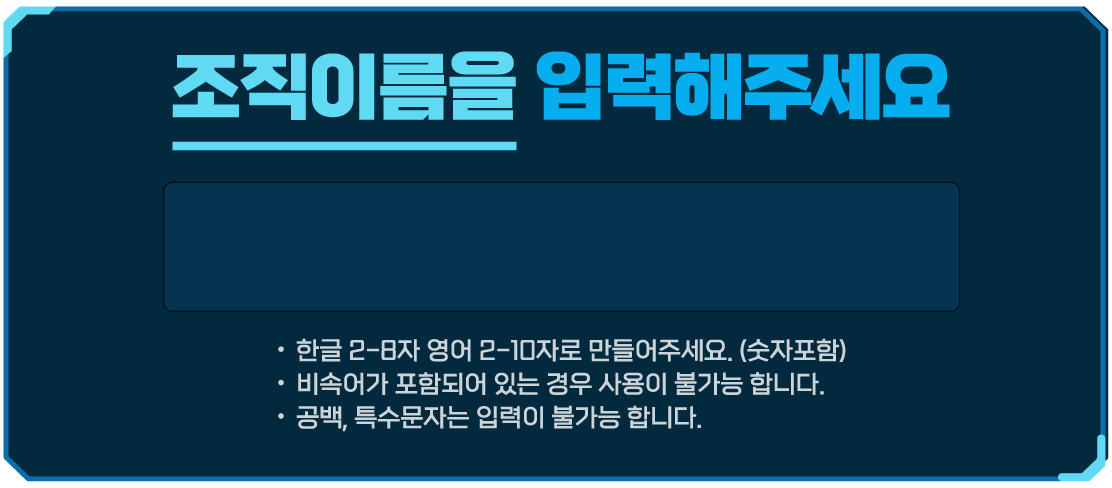 조직이름을 입력해주세요
• 한글 2-8자 영어 2-10자로 만들어주세요. (숫자포함)
• 비속어가 포함되어 있는 경우 사용이 불가능 합니다.
• 공백, 특수문자는 입력이 불가능 합니다.